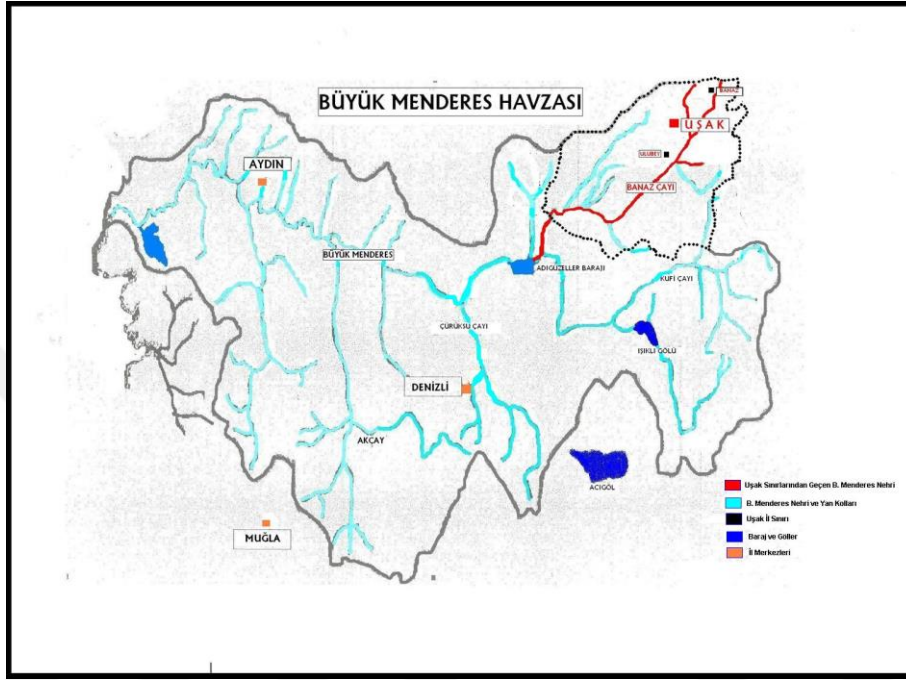 BÜYÜK MENDERES HAVZASI
BANAZ
UŞAK
ULUBEY
AYDIN
BANAZ ÇAYI
BÜYÜK MENDERES
ADIGÜZELLER BARAJI
KUFİ ÇAYI
ÇÜRÜKSU ÇAYI
IŞIKLI GÖLÜ
DENİZLİ
AKÇAY
ACIGÖL
MUĞLA
Uşak Sınırlarından Geçen B. Menderes Nehri
B. Menderes Nehri ve Yan Kolları
Uşak İl Sınırı
Baraj ve Göller
İl Merkezleri